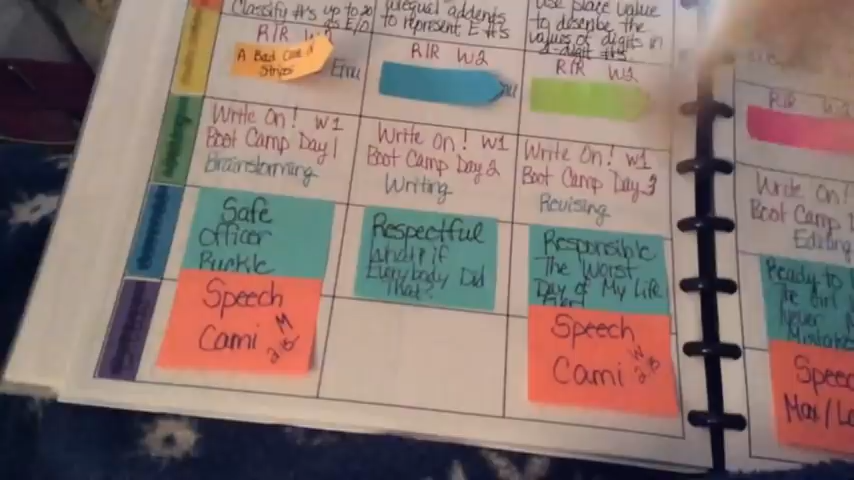 Classify #s up to 20
as E/O
unequal addends
to represent E #s
use place value
to describe the
values of digits in
2-digit #s
R/R W2
A Bad Case of
Stripes
R/R W2
R/R W2
R/R
Write On! W1
Boot Camp Day 1
Brainstorming
Write On! W1
Boot Camp Day 2
Writing
Write On! W1
Boot Camp Day 3
Revising
Write On!
Boot Camp
Editing
Safe
Officer
Buckle
Respectful
What if
Everybody Did
That?
Responsible
The Worst
Day of My Life
Ever!
Ready to
The Girl
Never
Speech
Cami M
2:15
Speech
Cami W
Max/